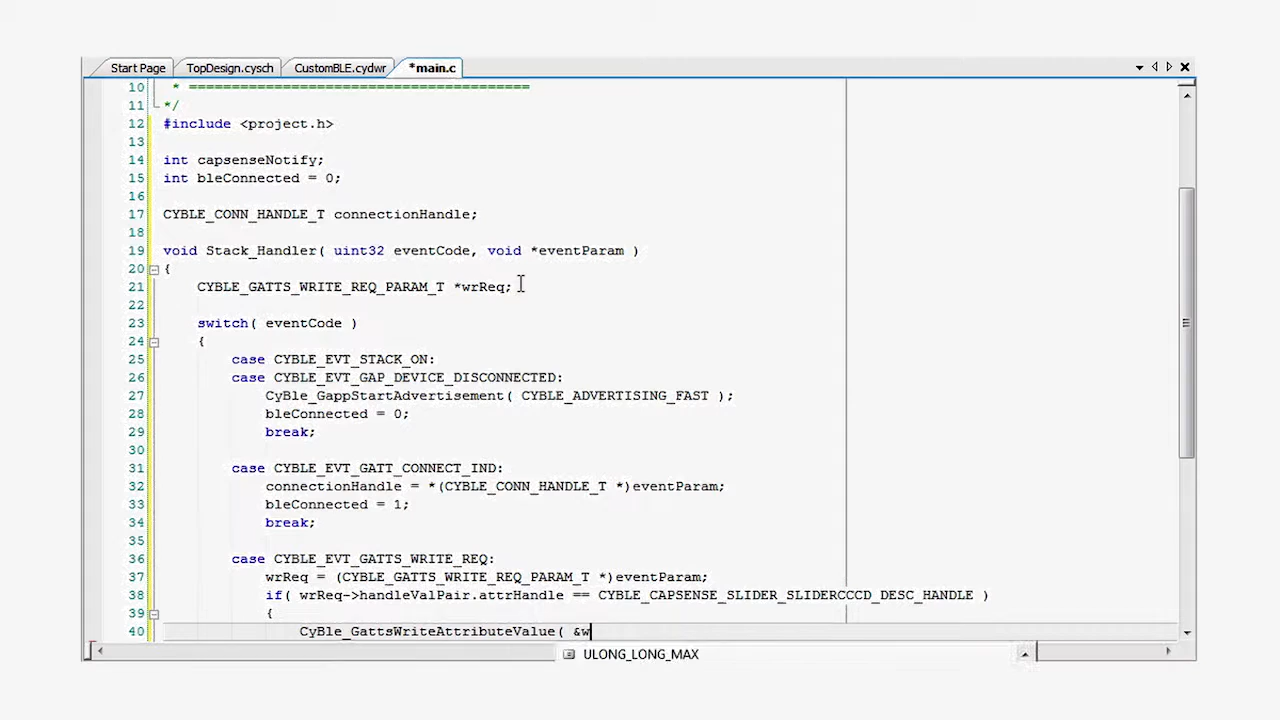 Start Page TopDesign.cysch CustomBLE.cydwr *main.c
10 * ========================================
11 */
12 #include <project.h>
13
14 int capsenseNotify;
15 int bleConnected = 0;
16
17 CYBLE_CONN_HANDLE_T connectionHandle;
18
19 void Stack_Handler( uint32 eventCode, void *eventParam )
20 {
21 CYBLE_GATTS_WRITE_REQ_PARAM_T *wrReq;
22
23 switch( eventCode )
24 {
25 case CYBLE_EVT_STACK_ON:
26 case CYBLE_EVT_GAP_DEVICE_DISCONNECTED:
27 CyBle_GappStartAdvertisement( CYBLE_ADVERTISING_FAST );
28 bleConnected = 0;
29 break;
30
31 case CYBLE_EVT_GATT_CONNECT_IND:
32 connectionHandle = *(CYBLE_CONN_HANDLE_T *)eventParam;
33 bleConnected = 1;
34 break;
35
36 case CYBLE_EVT_GATTS_WRITE_REQ:
37 wrReq = (CYBLE_GATTS_WRITE_REQ_PARAM_T *)eventParam;
38 if( wrReq->handleValPair.attrHandle == CYBLE_CAPSENSE_SLIDER_SLIDERCCCD_DESC_HANDLE )
39 {
40 CyBle_GattsWriteAttributeValue( &w
ULONG_LONG_MAX